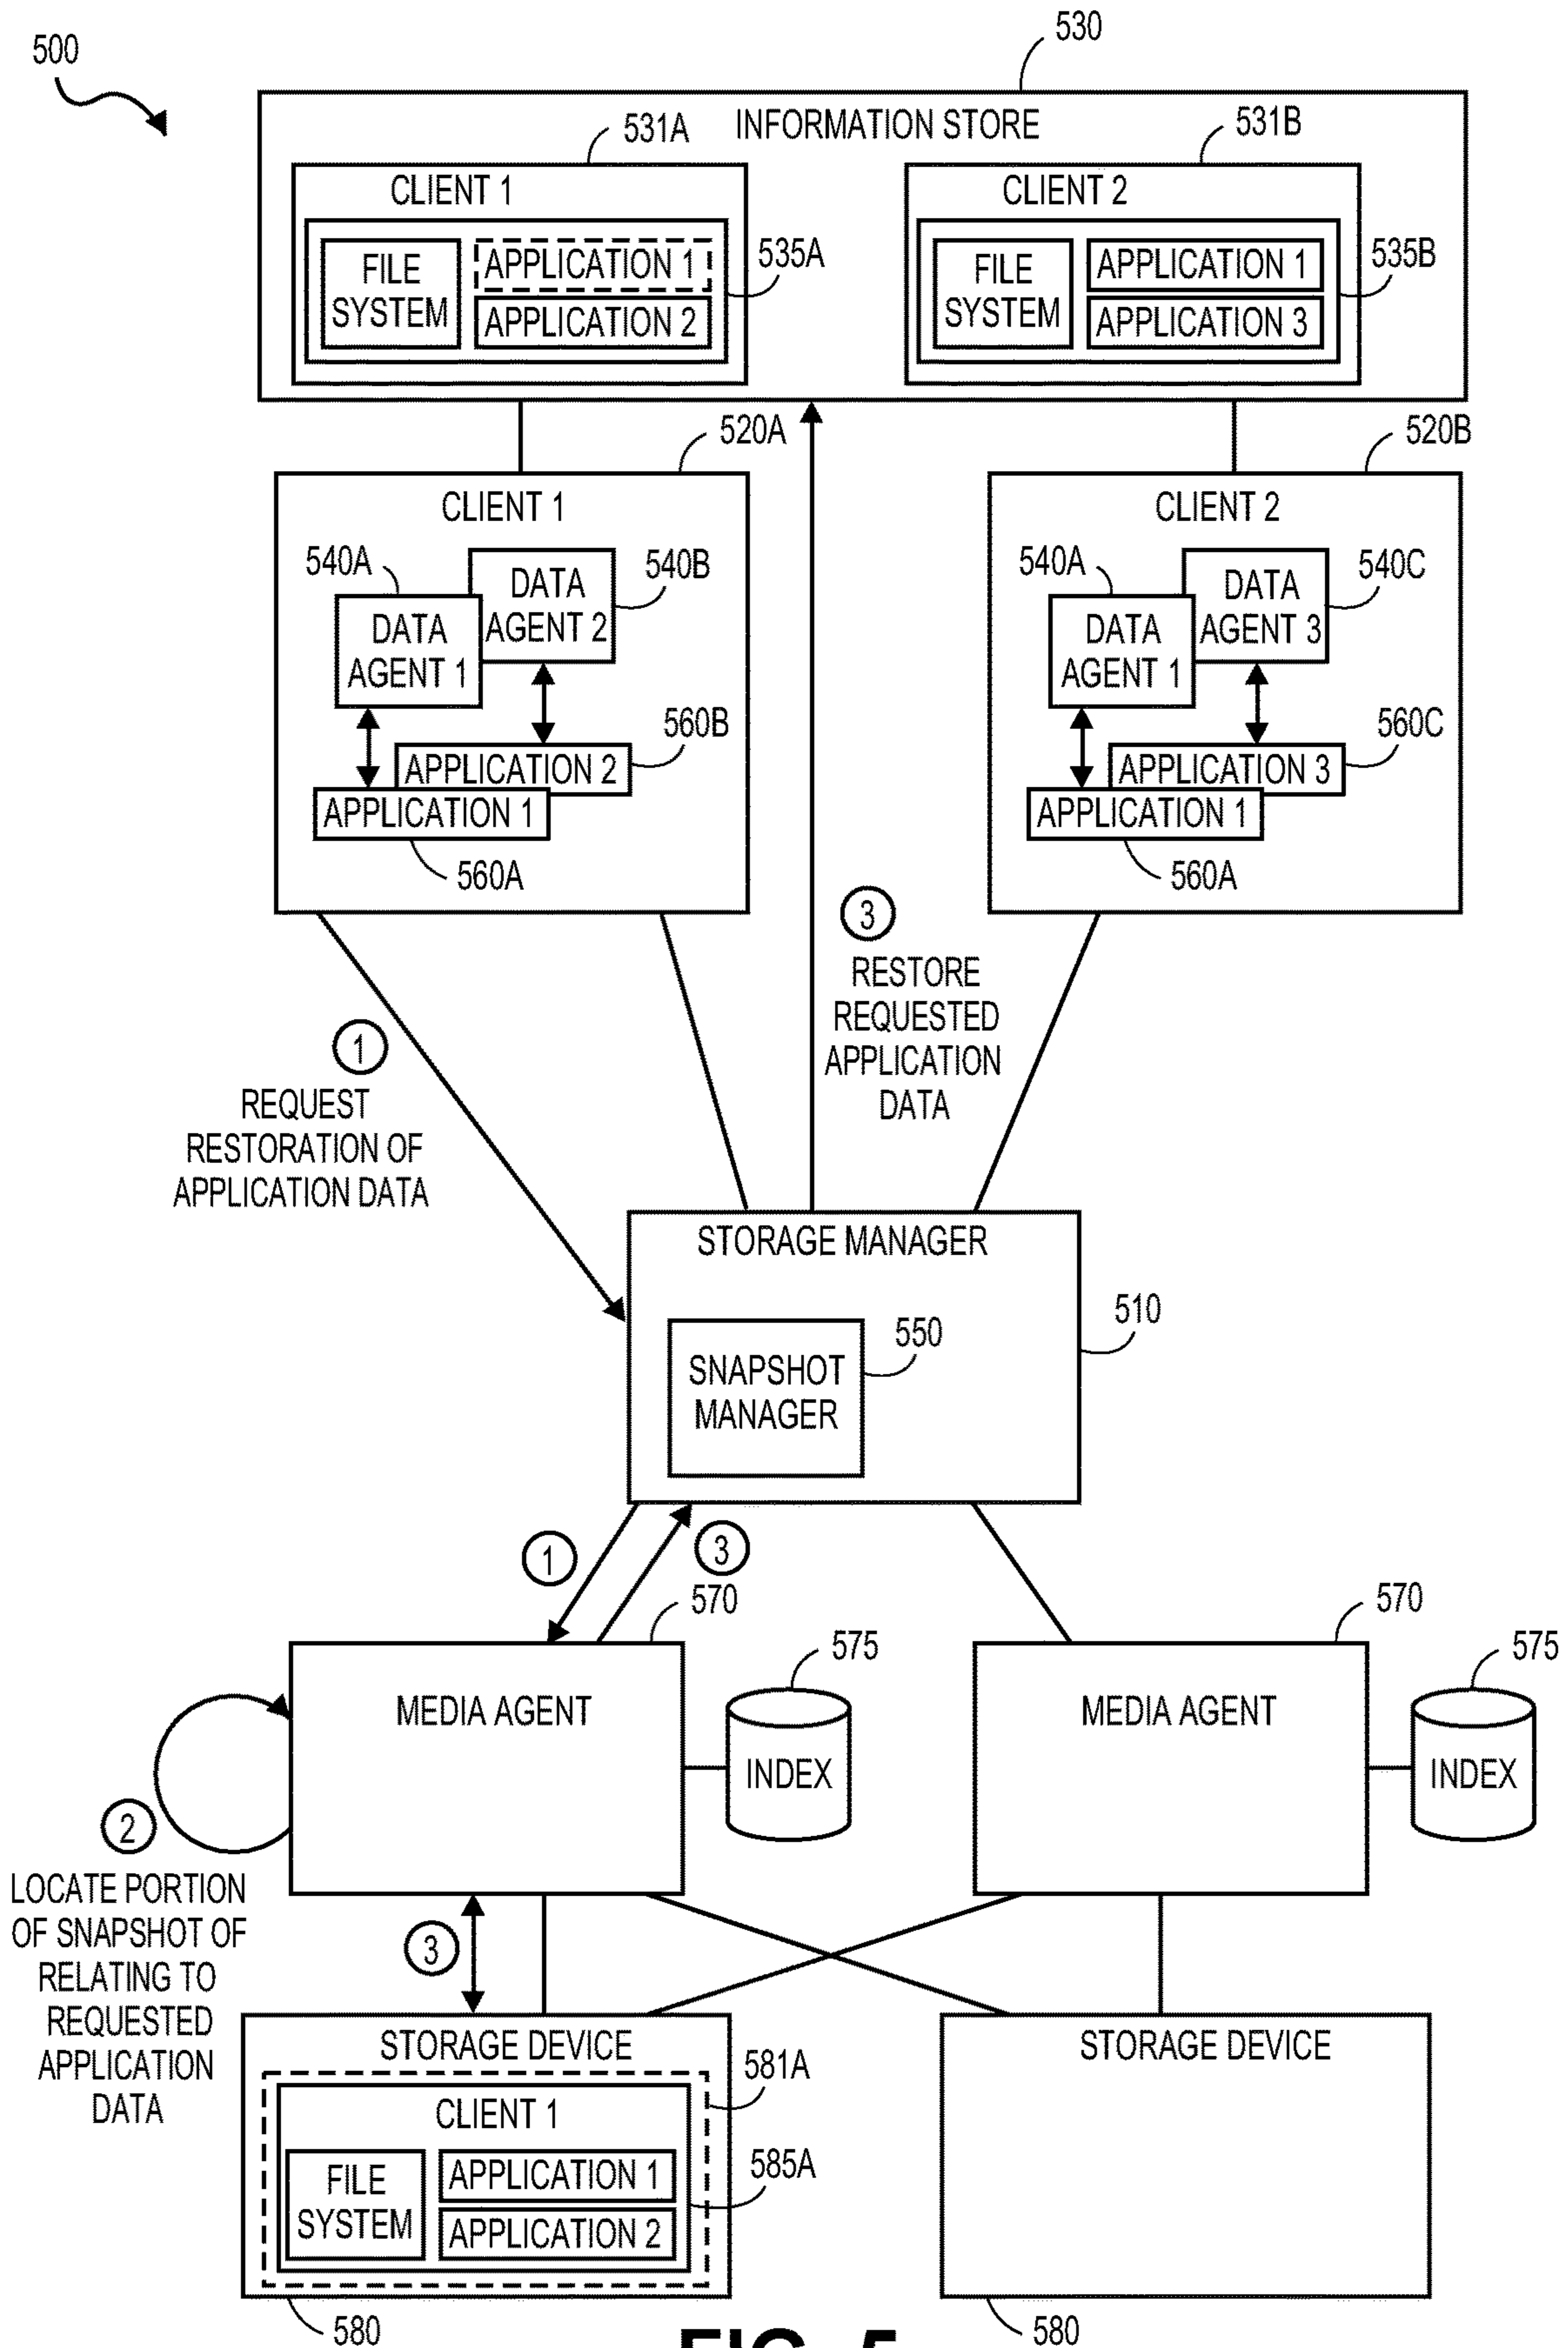 500
530
INFORMATION STORE
531A
531B
CLIENT 1
CLIENT 2
FILE
SYSTEM
APPLICATION 1
APPLICATION 2
535A
FILE
SYSTEM
APPLICATION 1
APPLICATION 3
535B
520A
520B
CLIENT 1
540A
DATA
AGENT 1
DATA
AGENT 2
540B
560B
APPLICATION 2
APPLICATION 1
560A
CLIENT 2
540A
DATA
AGENT 1
DATA
AGENT 3
540C
560C
APPLICATION 3
APPLICATION 1
560A
3
RESTORE
REQUESTED
APPLICATION
DATA
1
REQUEST
RESTORATION OF
APPLICATION DATA
STORAGE MANAGER
510
550
SNAPSHOT
MANAGER
1
3
570
570
575
575
MEDIA AGENT
INDEX
MEDIA AGENT
INDEX
2
LOCATE PORTION
OF SNAPSHOT OF
RELATING TO
REQUESTED
APPLICATION
DATA
3
STORAGE DEVICE
581A
CLIENT 1
FILE
SYSTEM
APPLICATION 1
APPLICATION 2
585A
580
STORAGE DEVICE
580
FIG. 5